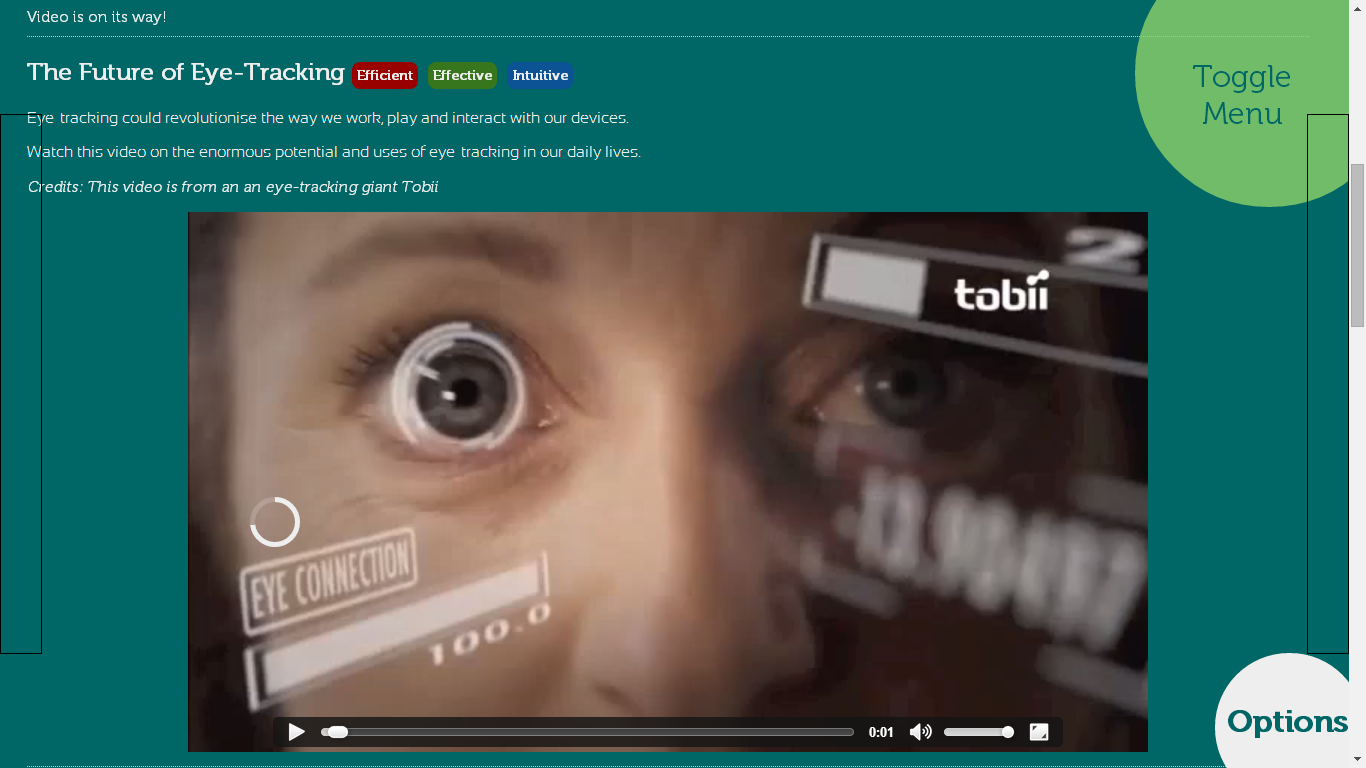 Video is on its way!
The Future of Eye-Tracking Efficient Effective Intuitive
Toggle
Menu
Eye tracking could revolutionise the way we work, play and interact with our devices.
Watch this video on the enormous potential and uses of eye tracking in our daily lives.
Credits: This video is from an an eye-tracking giant Tobii
2
tobii
EYE CONNECTION
100.0
0:01
Options